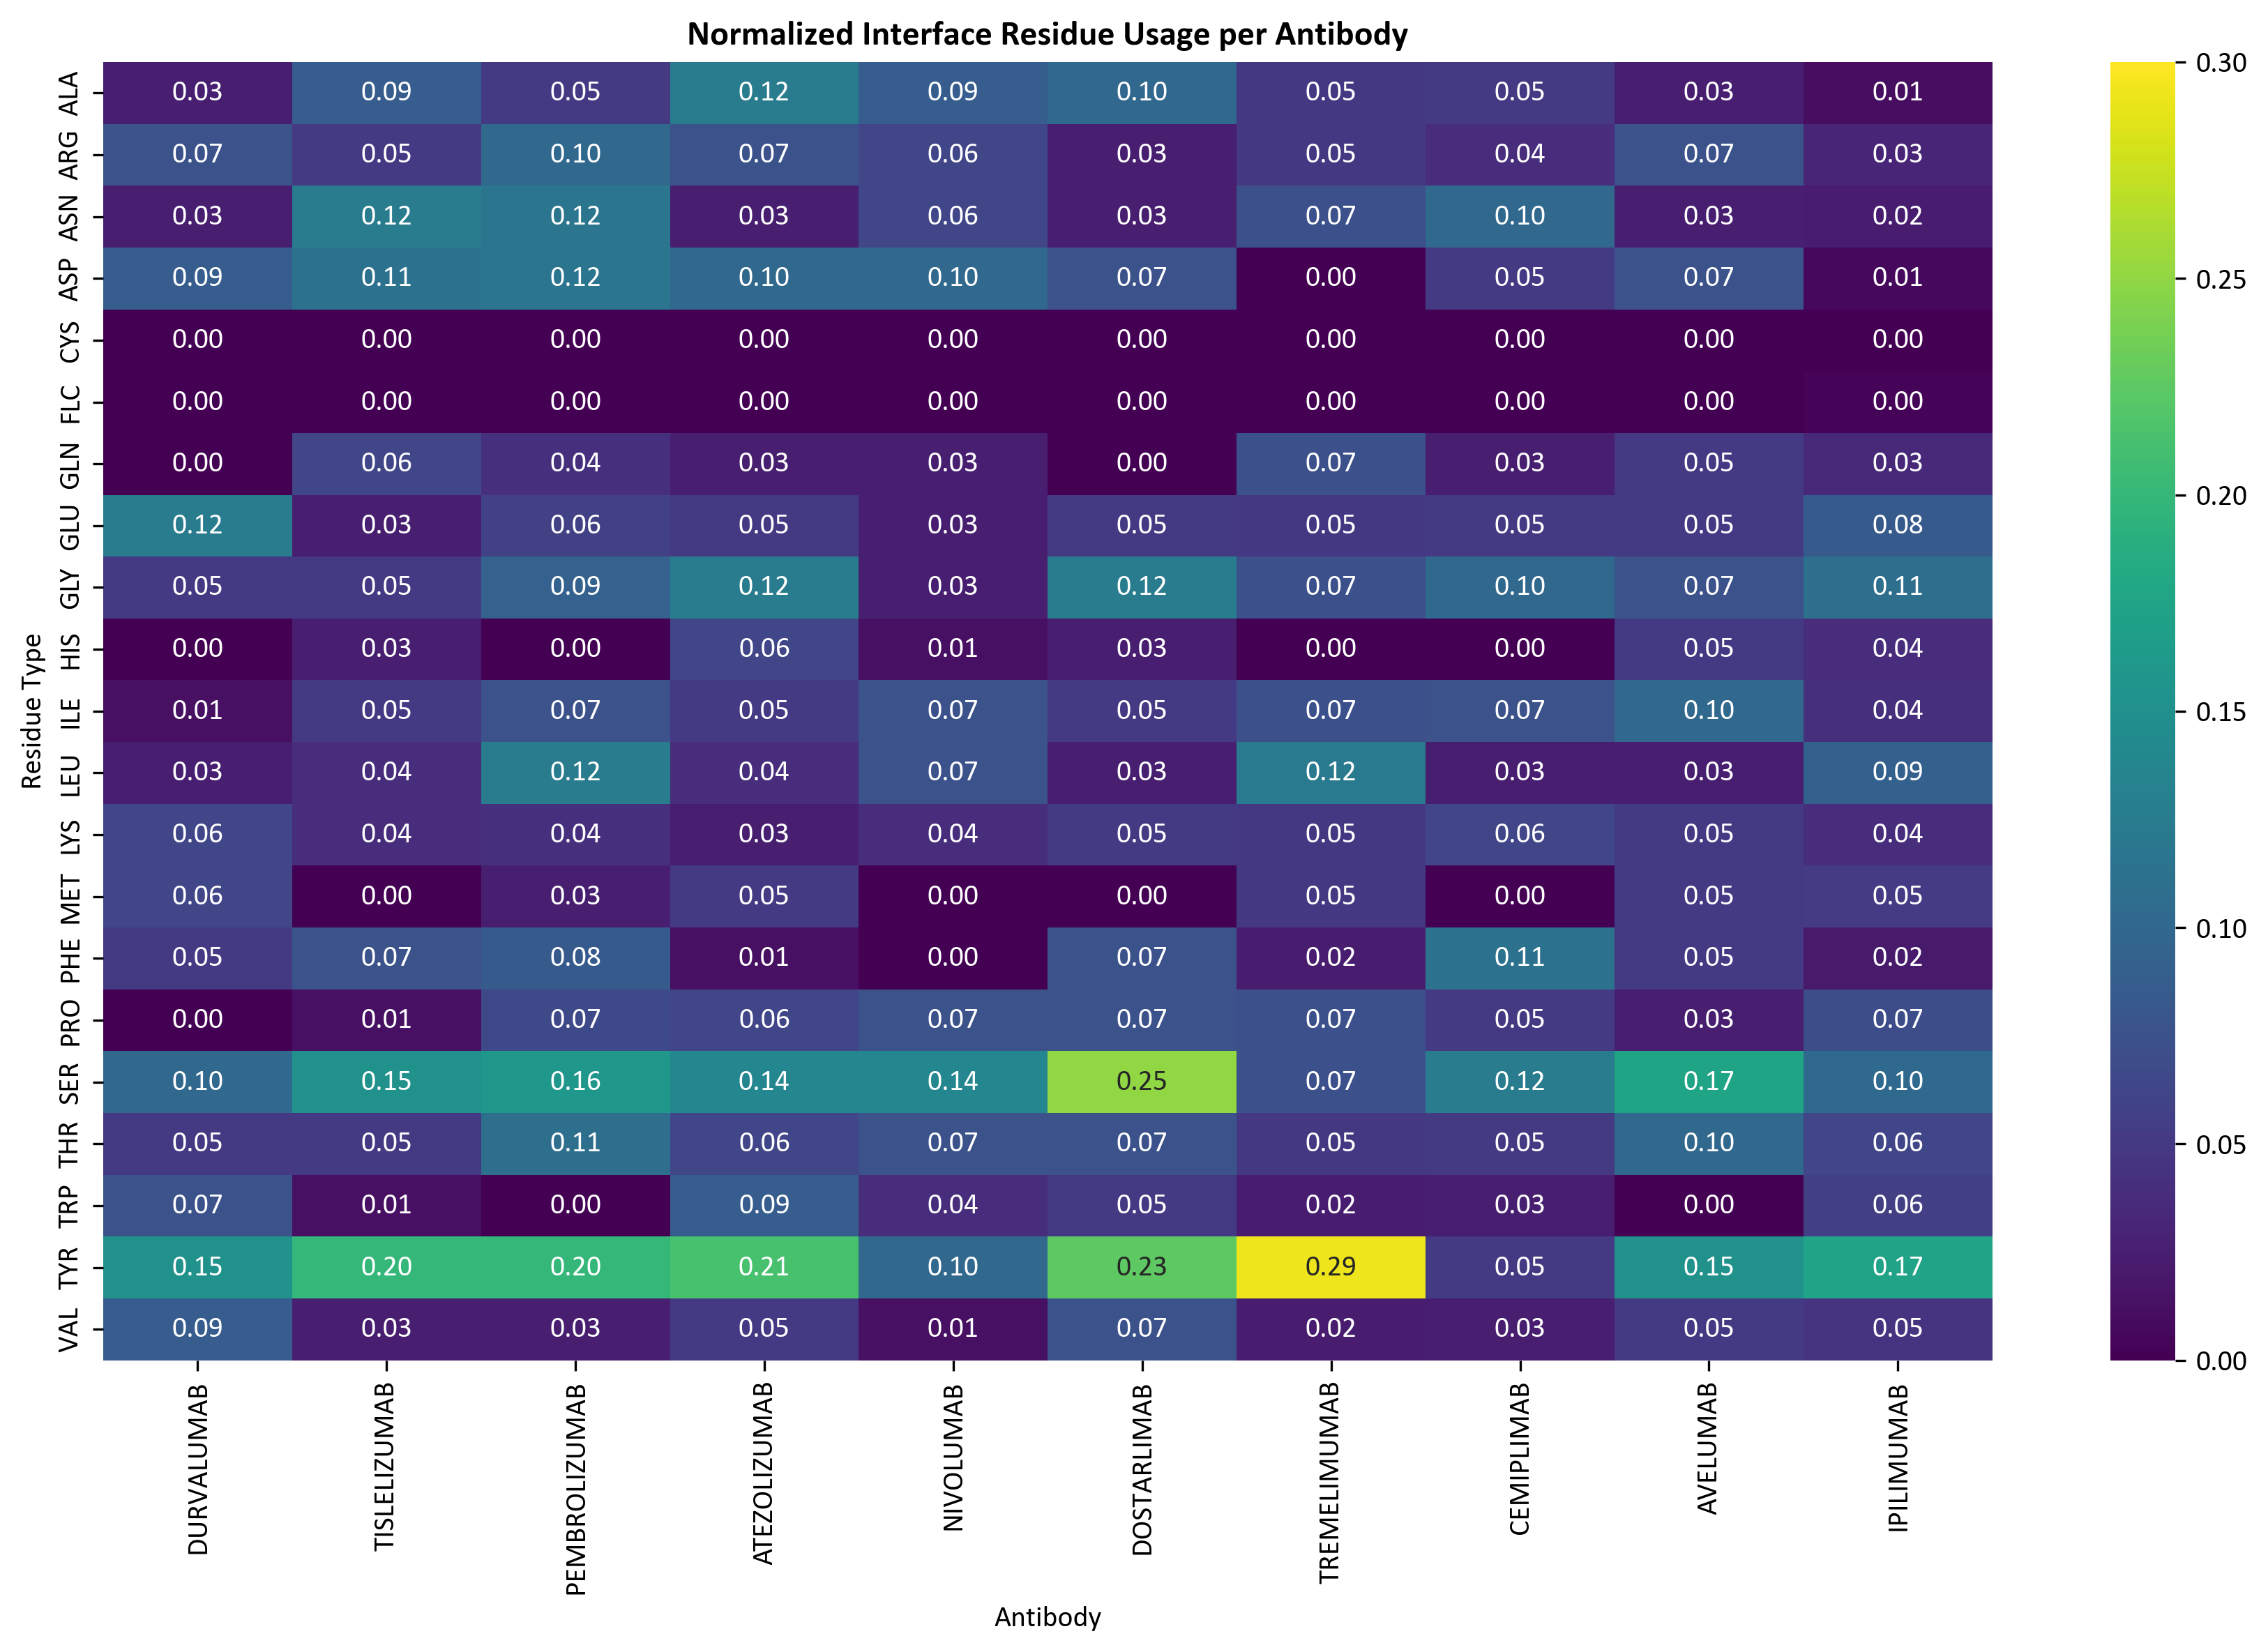 Normalized Interface Residue Usage per Antibody
ALA 0.03 0.09 0.05 0.12 0.09 0.10 0.05 0.05 0.03 0.01
ARG 0.07 0.05 0.10 0.07 0.06 0.03 0.05 0.04 0.07 0.03
ASN 0.03 0.12 0.12 0.03 0.06 0.03 0.07 0.10 0.03 0.02
ASP 0.09 0.11 0.12 0.10 0.10 0.07 0.00 0.05 0.07 0.01
CYS 0.00 0.00 0.00 0.00 0.00 0.00 0.00 0.00 0.00 0.00
FLC 0.00 0.00 0.00 0.00 0.00 0.00 0.00 0.00 0.00 0.00
GLN 0.00 0.06 0.04 0.03 0.03 0.00 0.07 0.03 0.05 0.03
GLU 0.12 0.03 0.06 0.05 0.03 0.05 0.05 0.05 0.05 0.08
GLY 0.05 0.05 0.09 0.12 0.03 0.12 0.07 0.10 0.07 0.11
HIS 0.00 0.03 0.00 0.06 0.01 0.03 0.00 0.00 0.05 0.04
ILE 0.01 0.05 0.07 0.05 0.07 0.05 0.07 0.07 0.10 0.04
LEU 0.03 0.04 0.12 0.04 0.07 0.03 0.12 0.03 0.03 0.09
LYS 0.06 0.04 0.04 0.03 0.04 0.05 0.05 0.06 0.05 0.04
MET 0.06 0.00 0.03 0.05 0.00 0.00 0.05 0.00 0.05 0.05
PHE 0.05 0.07 0.08 0.01 0.00 0.07 0.02 0.11 0.05 0.02
PRO 0.00 0.01 0.07 0.06 0.07 0.07 0.07 0.05 0.03 0.07
SER 0.10 0.15 0.16 0.14 0.14 0.25 0.07 0.12 0.17 0.10
THR 0.05 0.05 0.11 0.06 0.07 0.07 0.05 0.05 0.10 0.06
TRP 0.07 0.01 0.00 0.09 0.04 0.05 0.02 0.03 0.00 0.06
TYR 0.15 0.20 0.20 0.21 0.10 0.23 0.29 0.05 0.15 0.17
VAL 0.09 0.03 0.03 0.05 0.01 0.07 0.02 0.03 0.05 0.05
Residue Type
DURVALUMAB
TISLELIZUMAB
PEMBROLIZUMAB
ATEZOLIZUMAB
NIVOLUMAB
DOSTARLIMAB
TREMELIMUMAB
CEMIPLIMAB
AVELUMAB
IPILIMUMAB
Antibody
0.30
0.25
0.20
0.15
0.10
0.05
0.00